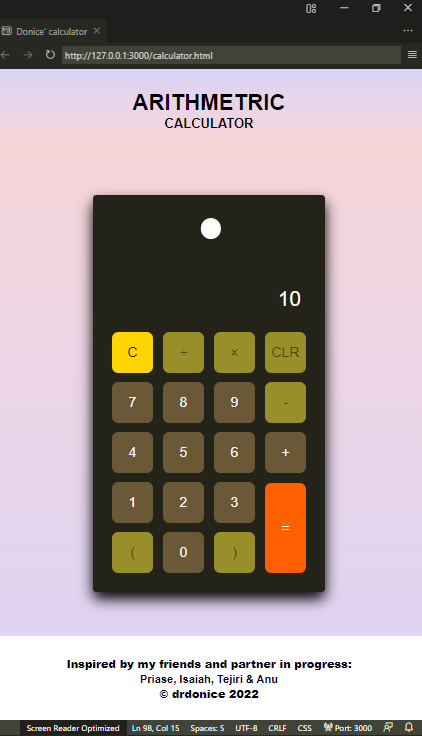 Donice' calculator
http://127.0.0.1:3000/calculator.html
ARITHMETRIC
CALCULATOR
10
C ÷ × CLR
7 8 9 -
4 5 6 +
1 2 3 =
( 0 )
Inspired by my friends and partner in progress:
Priase, Isaiah, Tejiri & Anu
© drdonice 2022
Screen Reader Optimized Ln 98, Col 15 Spaces: 5 UTF-8 CRLF CSS Port: 3000